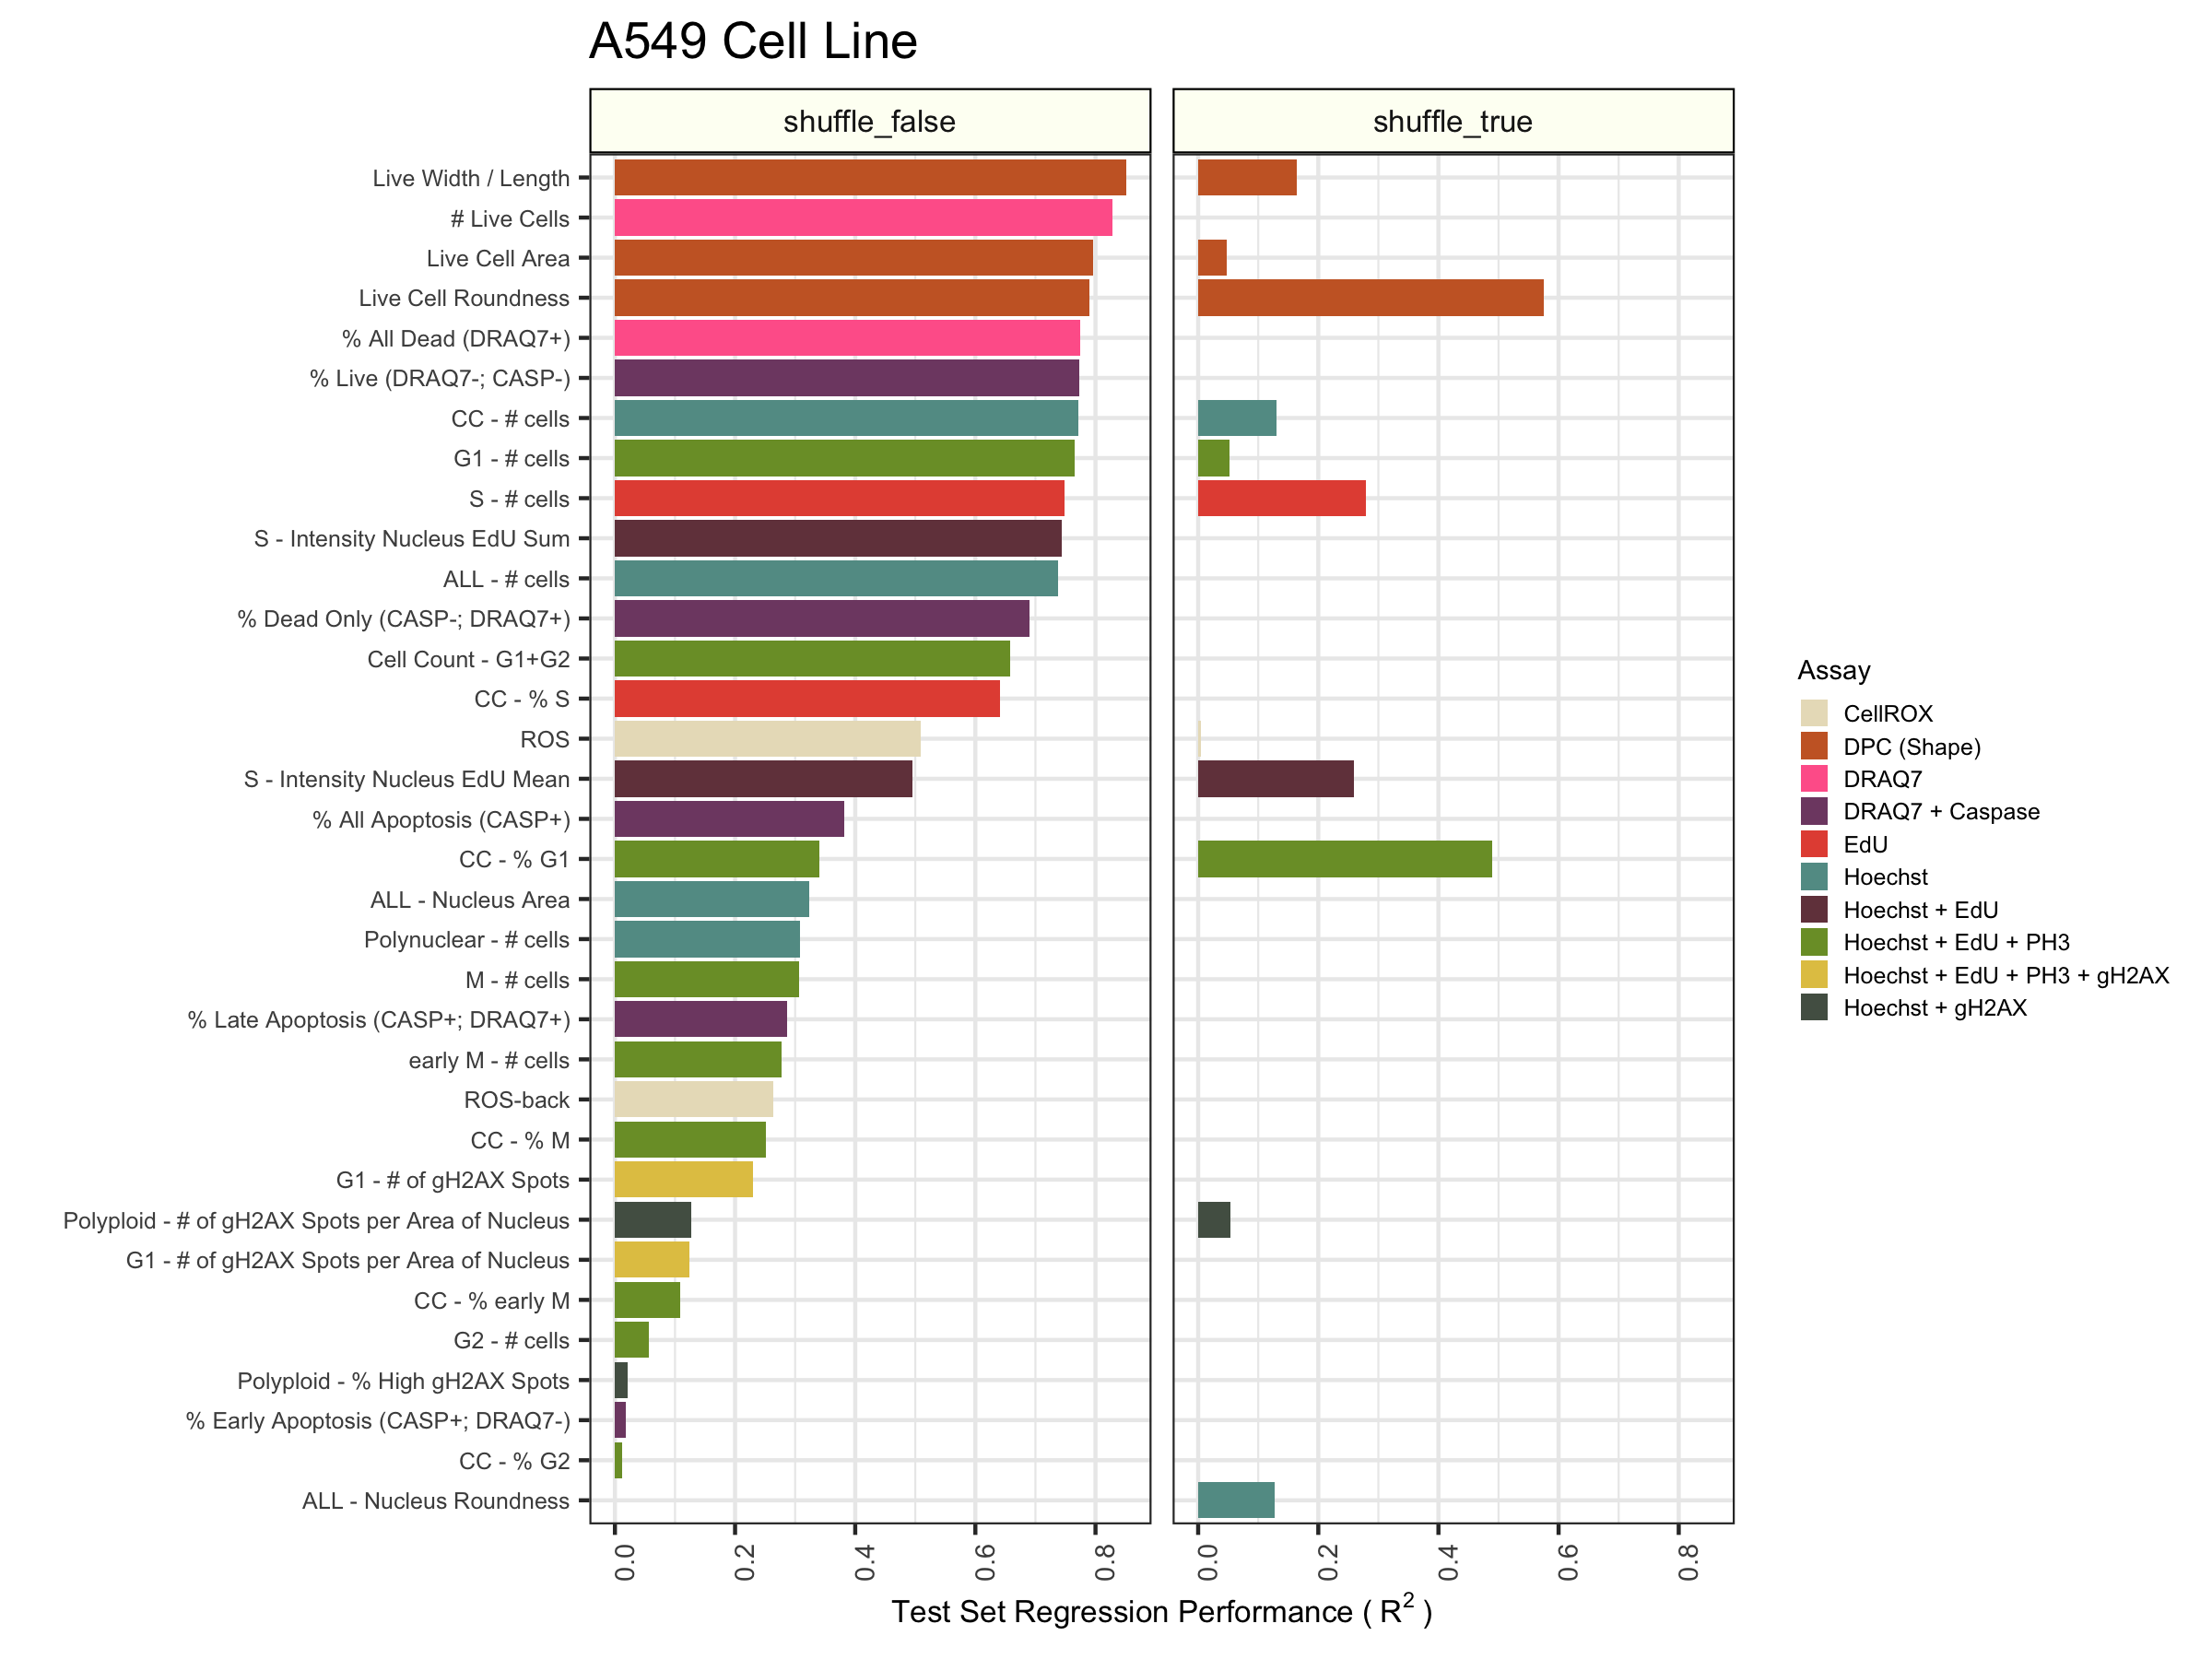 A549 Cell Line
shuffle_false
shuffle_true
Live Width / Length
# Live Cells
Live Cell Area
Live Cell Roundness
% All Dead (DRAQ7+)
% Live (DRAQ7-; CASP-)
CC - # cells
G1 - # cells
S - # cells
S - Intensity Nucleus EdU Sum
ALL - # cells
% Dead Only (CASP-; DRAQ7+)
Cell Count - G1+G2
CC - % S
ROS
S - Intensity Nucleus EdU Mean
% All Apoptosis (CASP+)
CC - % G1
ALL - Nucleus Area
Polynuclear - # cells
M - # cells
% Late Apoptosis (CASP+; DRAQ7+)
early M - # cells
ROS-back
CC - % M
G1 - # of gH2AX Spots
Polyploid - # of gH2AX Spots per Area of Nucleus
G1 - # of gH2AX Spots per Area of Nucleus
CC - % early M
G2 - # cells
Polyploid - % High gH2AX Spots
% Early Apoptosis (CASP+; DRAQ7-)
CC - % G2
ALL - Nucleus Roundness
0.0
0.2
0.4
0.6
0.8
0.0
0.2
0.4
0.6
0.8
Test Set Regression Performance ( R² )
Assay
CellROX
DPC (Shape)
DRAQ7
DRAQ7 + Caspase
EdU
Hoechst
Hoechst + EdU
Hoechst + EdU + PH3
Hoechst + EdU + PH3 + gH2AX
Hoechst + gH2AX